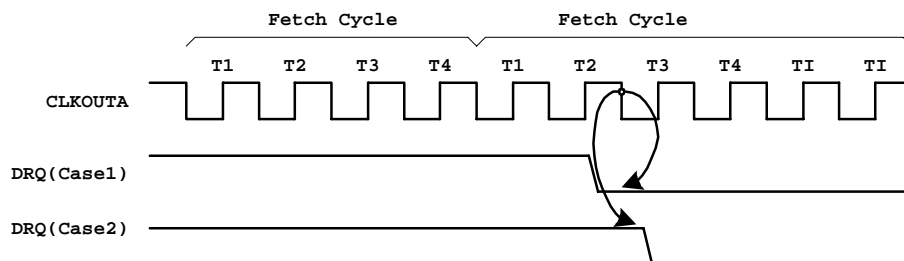 Fetch Cycle Fetch Cycle
T1 T2 T3 T4 T1 T2 T3 T4 TI TI
CLKOUTA
DRQ(Case1)
DRQ(Case2)